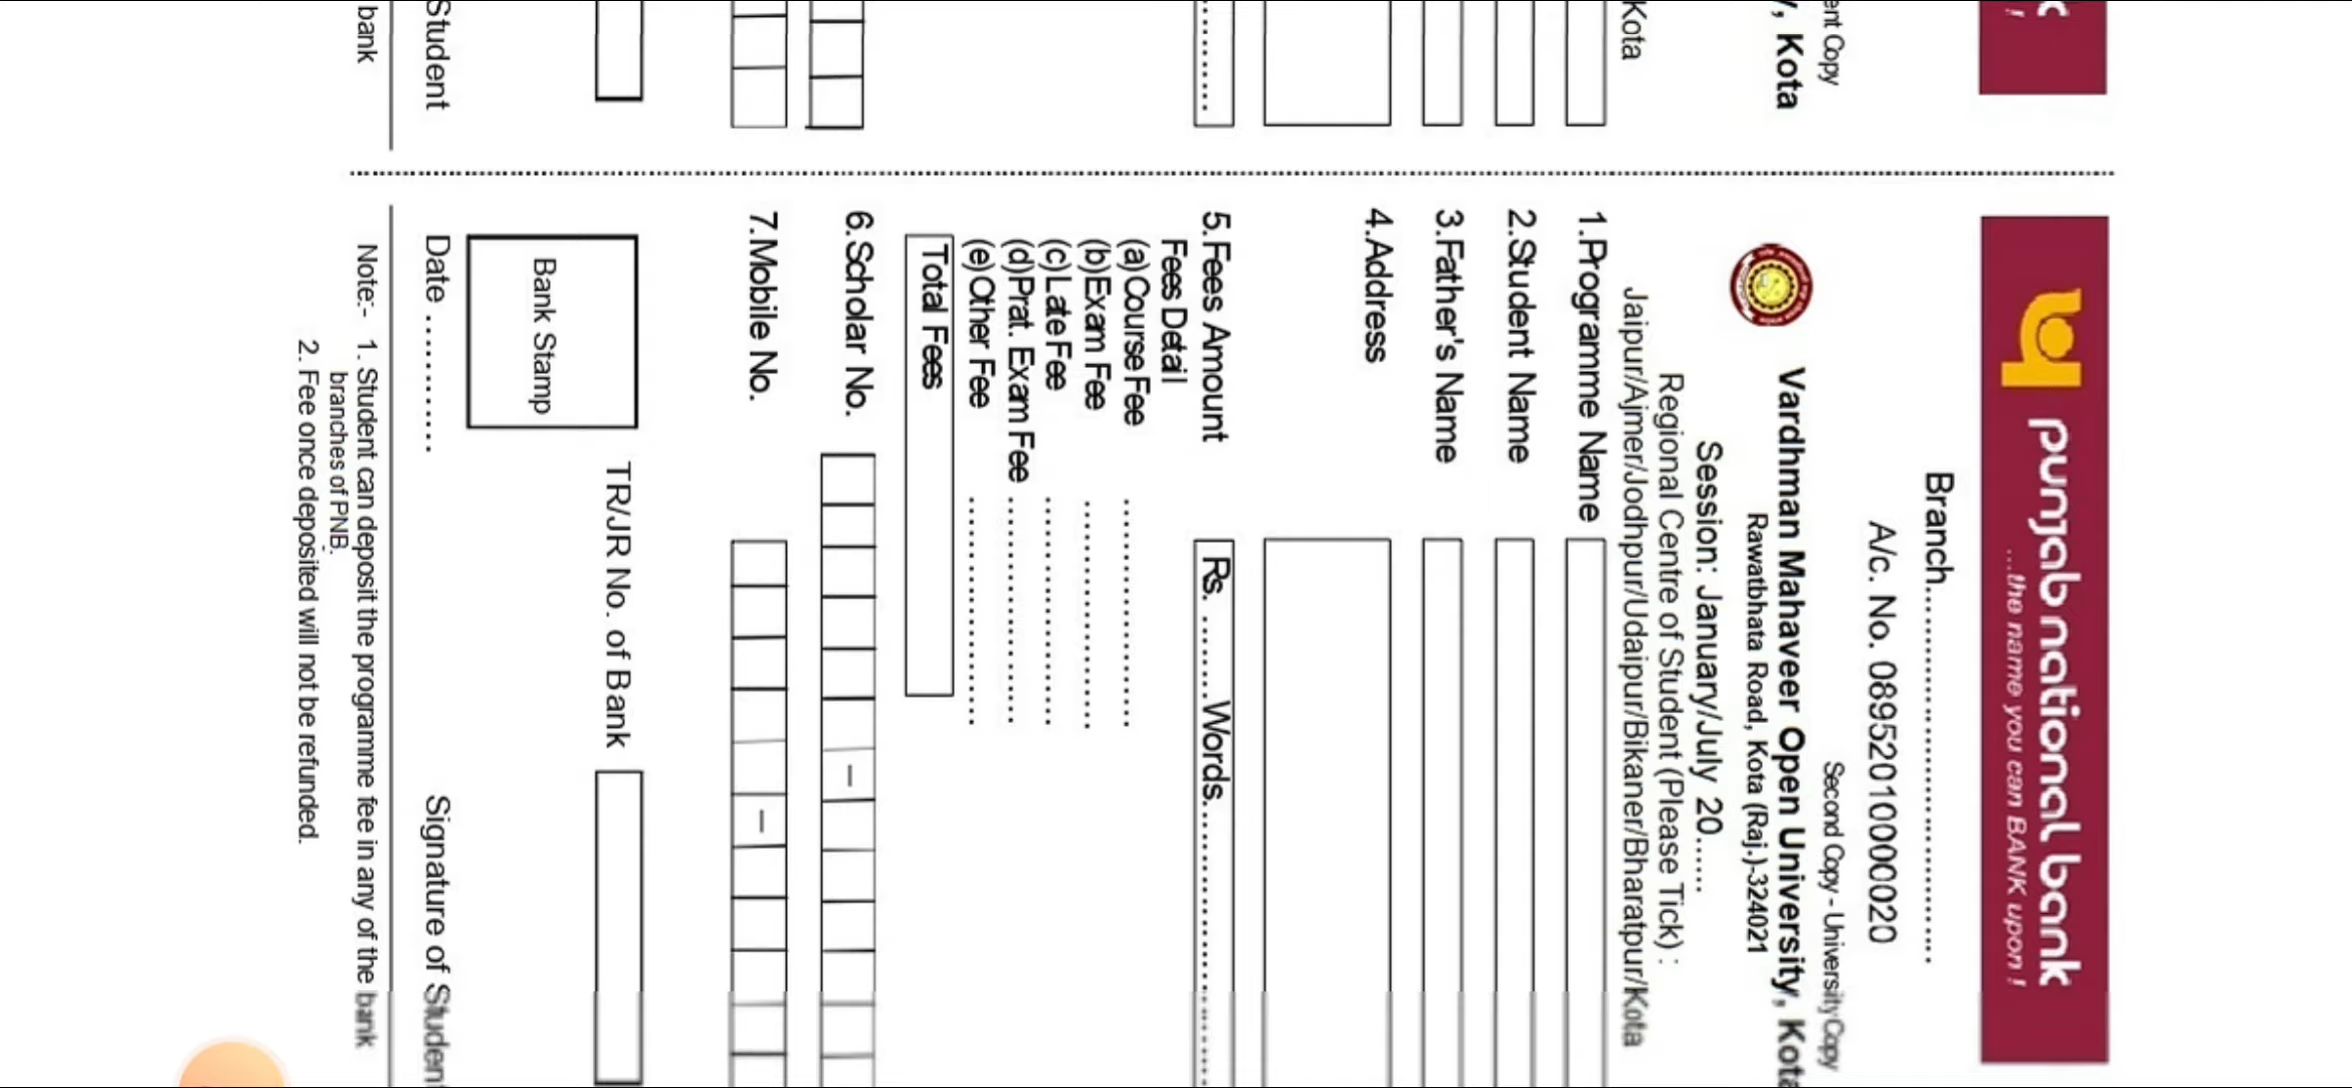 ent Copy
, Kota
Kota
Student
bank
punjab national bank
...the name you can BANK upon !
Branch..............................
A/c. No. 08952010000020
Second Copy - University Copy
Vardhman Mahaveer Open University, Kota
Rawatbhata Road, Kota (Raj.)-324021
Session: January/July 20......
Regional Centre of Student (Please Tick) :
Jaipur/Ajmer/Jodhpur/Udaipur/Bikaner/Bharatpur/Kota
1.Programme Name
2.Student Name
3.Father's Name
4.Address
5.Fees Amount Rs. ........Words..............................
Fees Detail
(a)Course Fee ........................
(b)Exam Fee ........................
(c)Late Fee ........................
(d)Prat. Exam Fee ........................
(e)Other Fee ........................
Total Fees
6.Scholar No. –
7.Mobile No. –
TR/JR No. of Bank
Bank Stamp
Date ............ Signature of Student
Note:- 1. Student can deposit the programme fee in any of the bank
branches of PNB.
2. Fee once deposited will not be refunded.